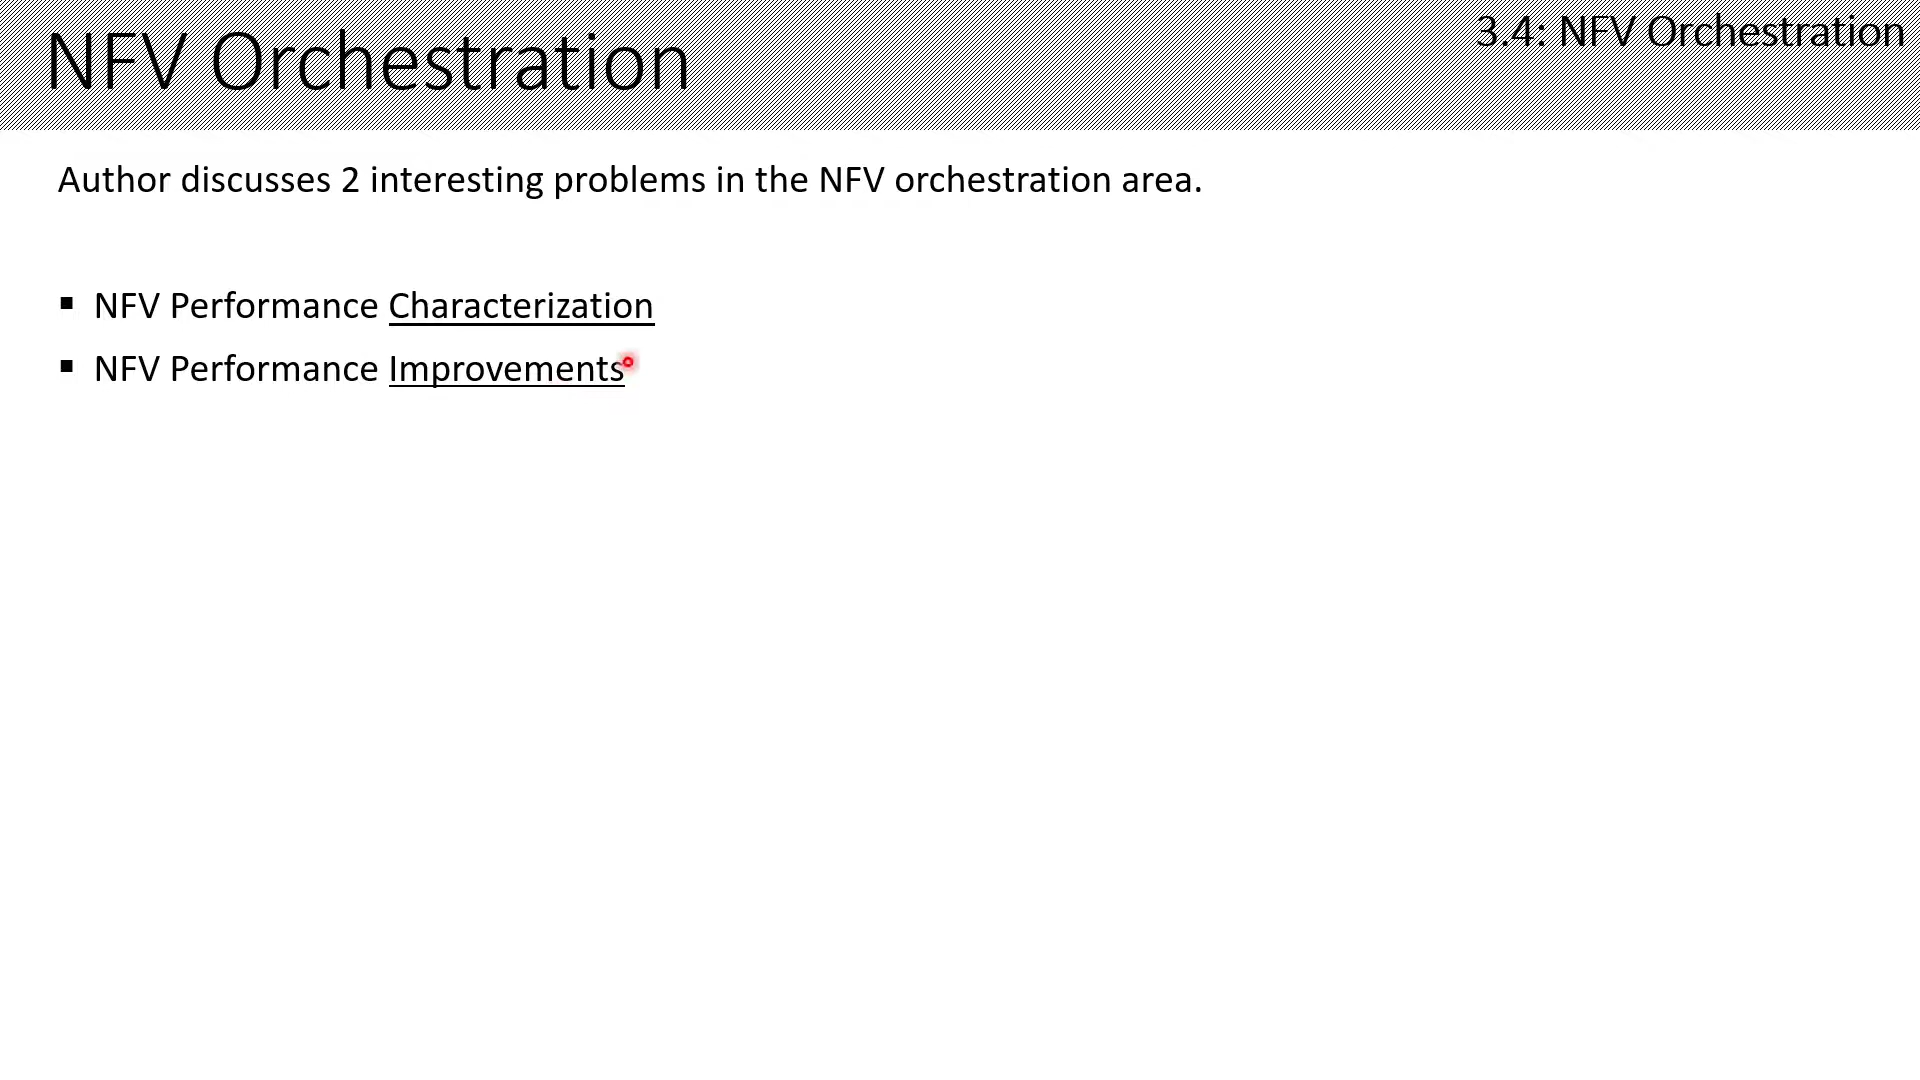 NFV Orchestration
3.4: NFV Orchestration
Author discusses 2 interesting problems in the NFV orchestration area.
▪ NFV Performance Characterization
▪ NFV Performance Improvements